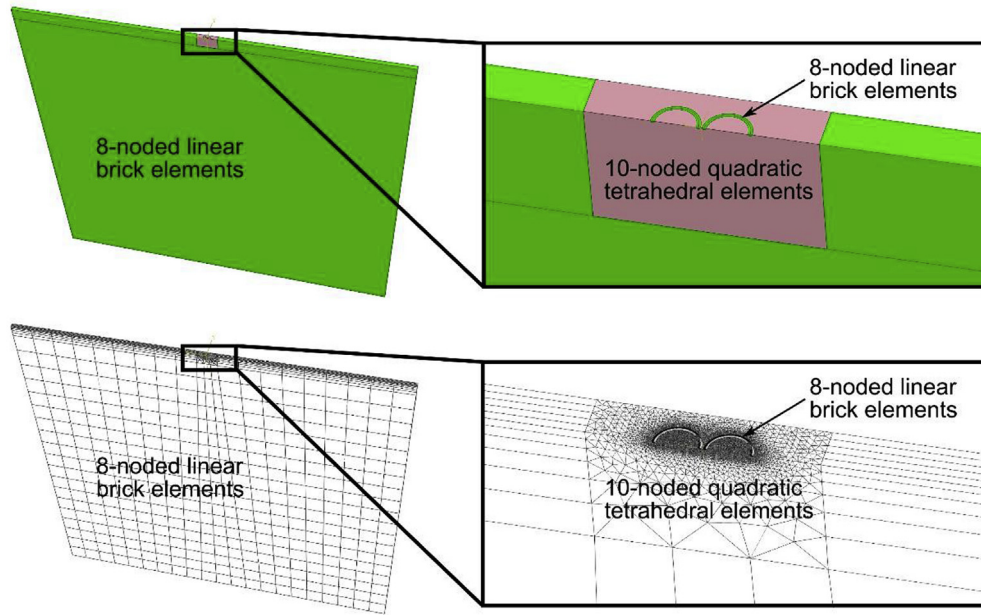 8-noded linear
brick elements
8-noded linear
brick elements
10-noded quadratic
tetrahedral elements
8-noded linear
brick elements
8-noded linear
brick elements
10-noded quadratic
tetrahedral elements